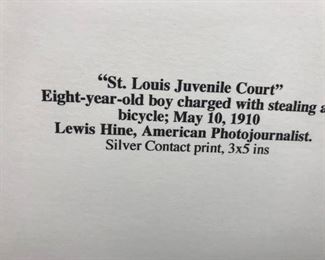 “St. Louis Juvenile Court”
Eight-year-old boy charged with stealing a
bicycle; May 10, 1910
Lewis Hine, American Photojournalist.
Silver Contact print, 3x5 ins